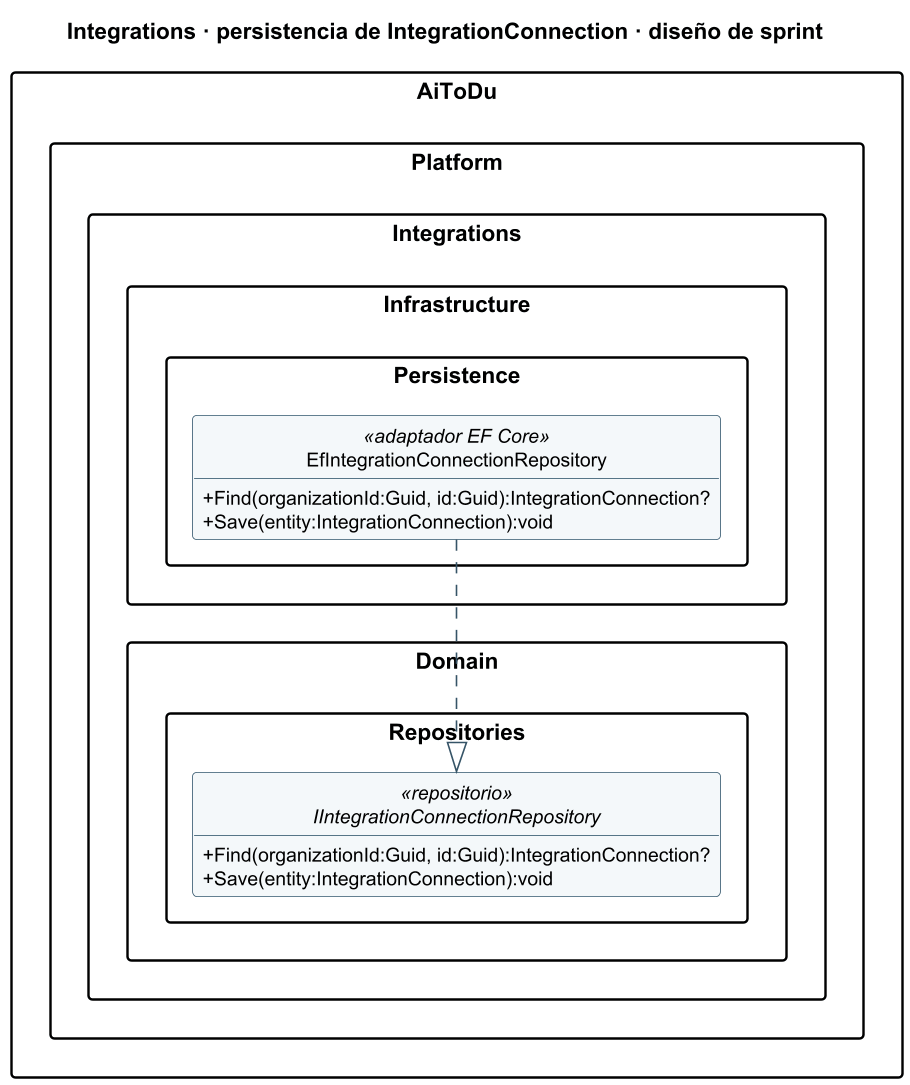 Integrations · persistencia de IntegrationConnection · diseño de sprint
AiToDu
Platform
Integrations
Infrastructure
Persistence
«adaptador EF Core»
EfIntegrationConnectionRepository
+Find(organizationId:Guid, id:Guid):IntegrationConnection?
+Save(entity:IntegrationConnection):void
Domain
Repositories
«repositorio»
IIntegrationConnectionRepository
+Find(organizationId:Guid, id:Guid):IntegrationConnection?
+Save(entity:IntegrationConnection):void